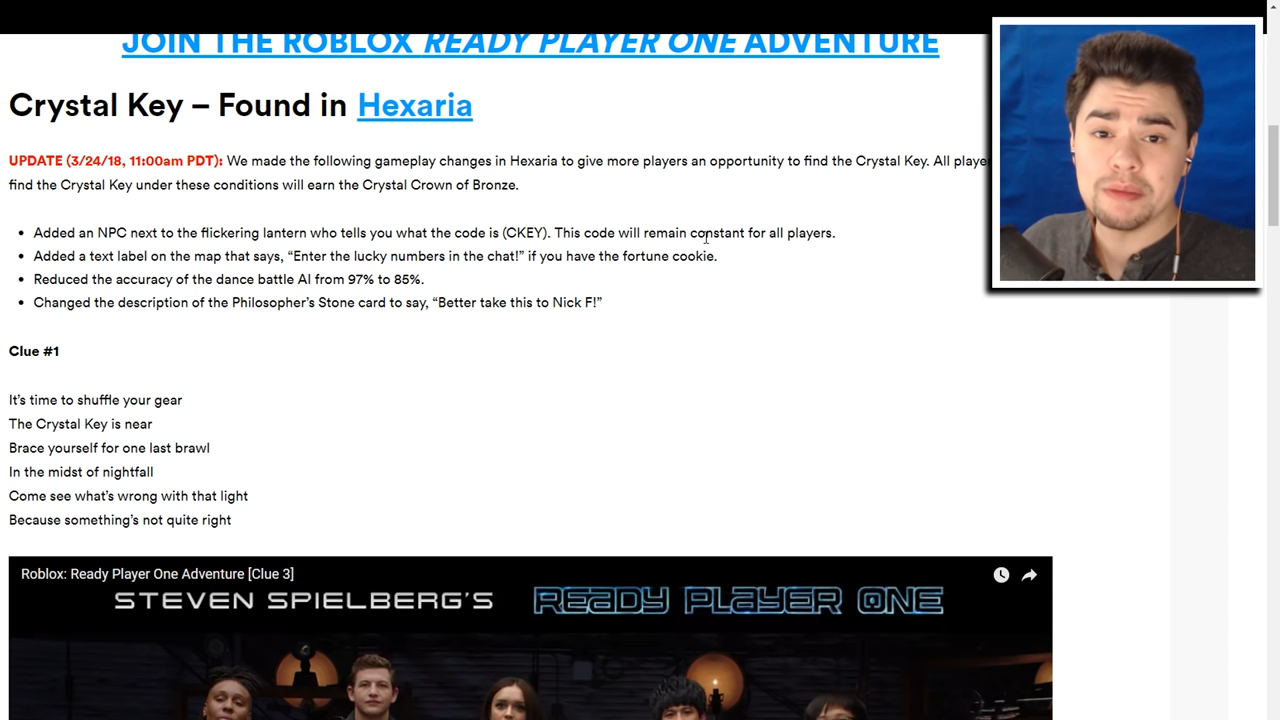 JOIN THE ROBLOX READY PLAYER ONE ADVENTURE
Crystal Key – Found in Hexaria
UPDATE (3/24/18, 11:00am PDT): We made the following gameplay changes in Hexaria to give more players an opportunity to find the Crystal Key. All playe
find the Crystal Key under these conditions will earn the Crystal Crown of Bronze.
• Added an NPC next to the flickering lantern who tells you what the code is (CKEY). This code will remain constant for all players.
• Added a text label on the map that says, “Enter the lucky numbers in the chat!” if you have the fortune cookie.
• Reduced the accuracy of the dance battle AI from 97% to 85%.
• Changed the description of the Philosopher’s Stone card to say, “Better take this to Nick F!”
Clue #1
It’s time to shuffle your gear
The Crystal Key is near
Brace yourself for one last brawl
In the midst of nightfall
Come see what’s wrong with that light
Because something’s not quite right
Roblox: Ready Player One Adventure [Clue 3]
STEVEN SPIELBERG'S READY PLAYER ONE